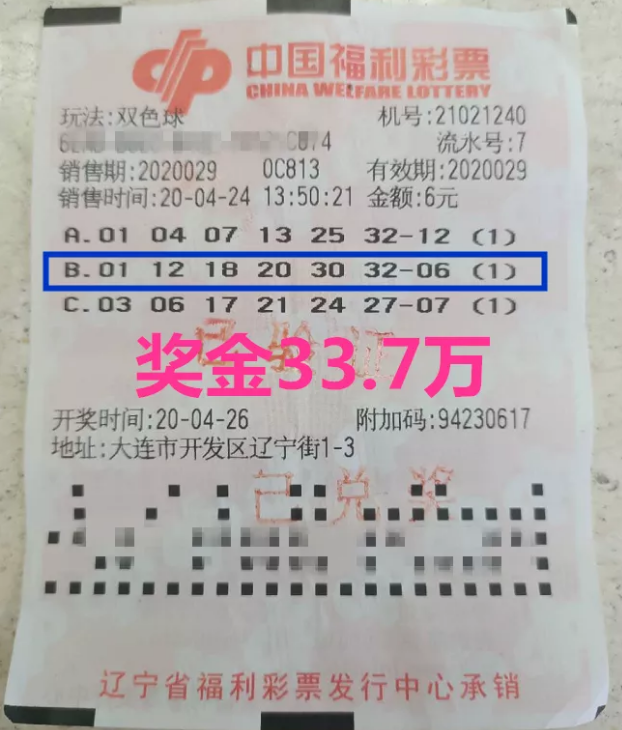 中国福利彩票
CHINA WELFARE LOTTERY
玩法:双色球 机号:21021240
C874 流水号:7
销售期:2020029 0C813 有效期:2020029
销售时间:20-04-24 13:50:21 金额:6元
A.01 04 07 13 25 32-12 (1)
B.01 12 18 20 30 32-06 (1)
C.03 06 17 21 24 27-07 (1)
已验证
奖金33.7万
开奖时间:20-04-26 附加码:94230617
地址:大连市开发区辽宁街1-3
已兑奖
辽宁省福利彩票发行中心承销